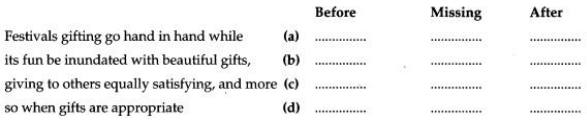 Before Missing After
Festivals gifting go hand in hand while (a) .............. .............. ..............
its fun be inundated with beautiful gifts, (b) .............. .............. ..............
giving to others equally satisfying, and more (c) .............. .............. ..............
so when gifts are appropriate (d) .............. .............. ..............